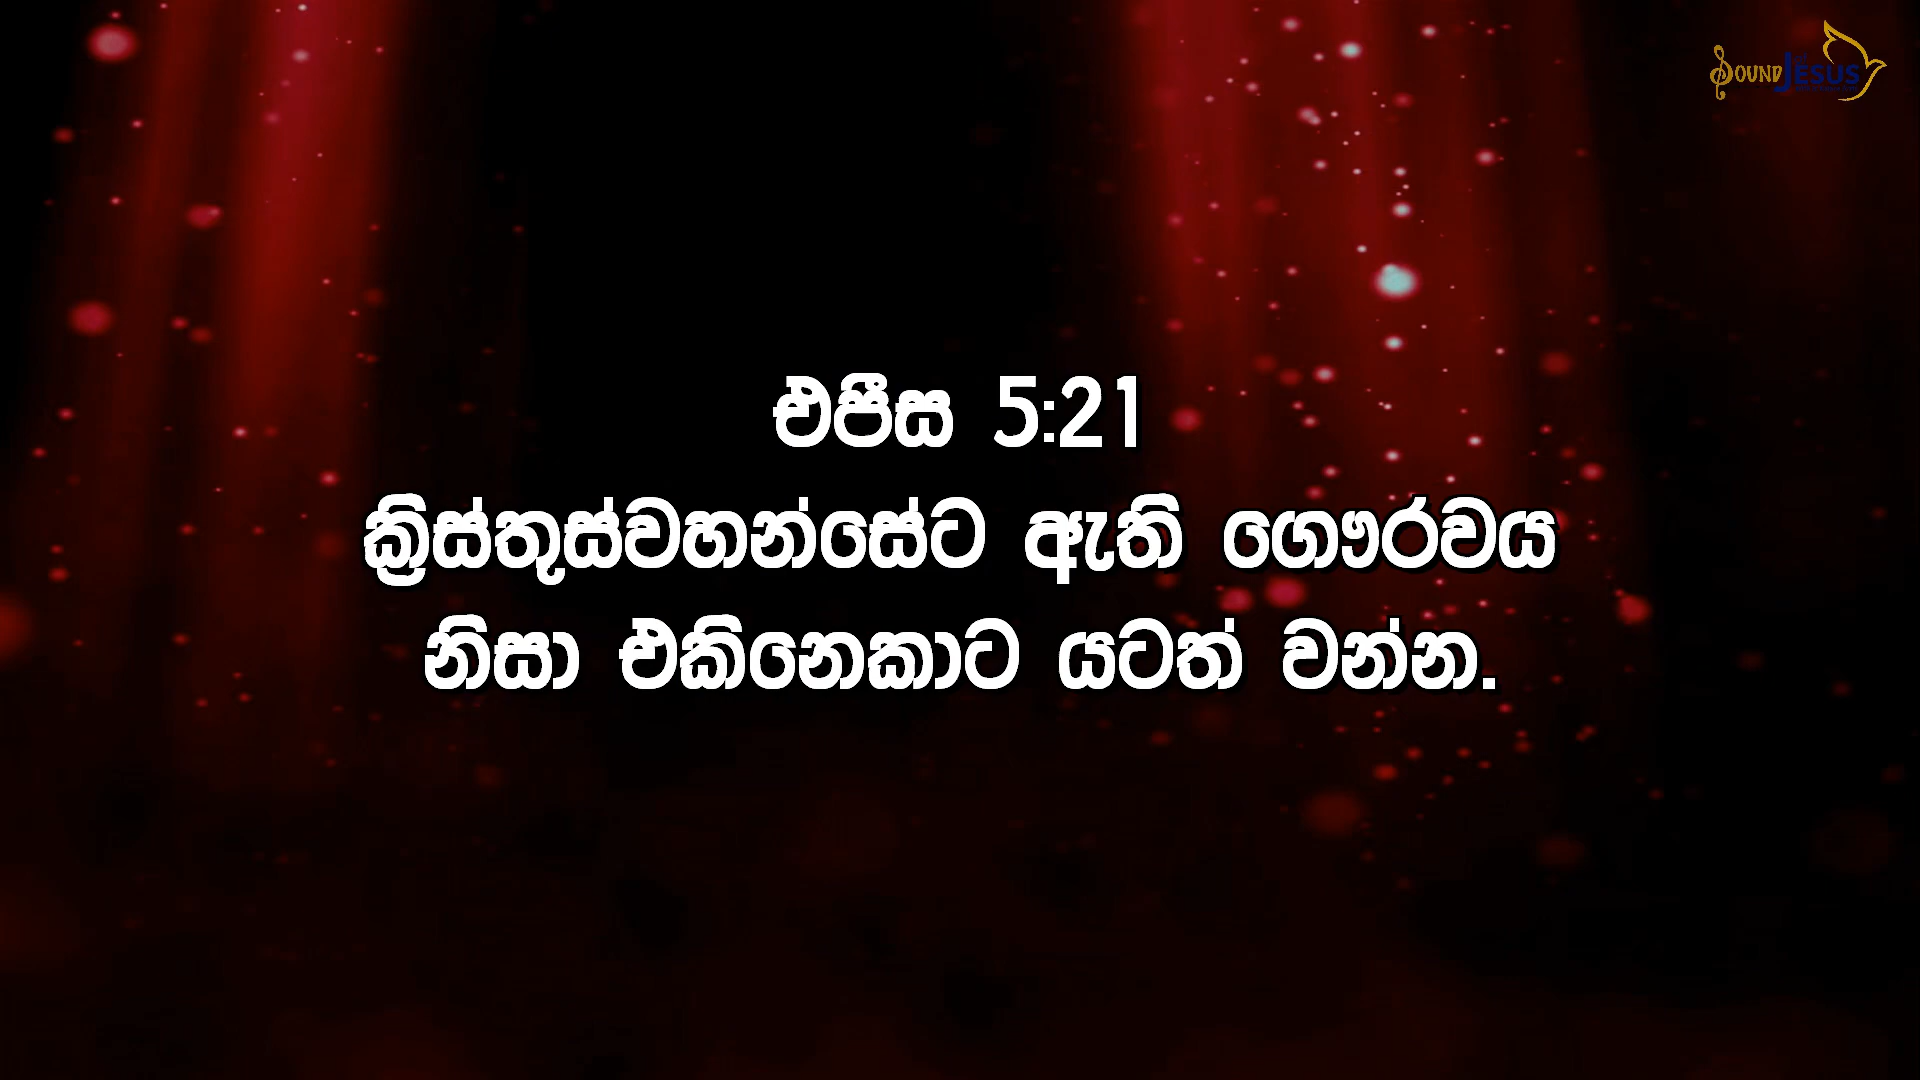 SOUND JESUS
එපීස 5:21
ක්‍රිස්තුස්වහන්සේට ඇති ගෞරවය
නිසා එකිනෙකාට යටත් වන්න.